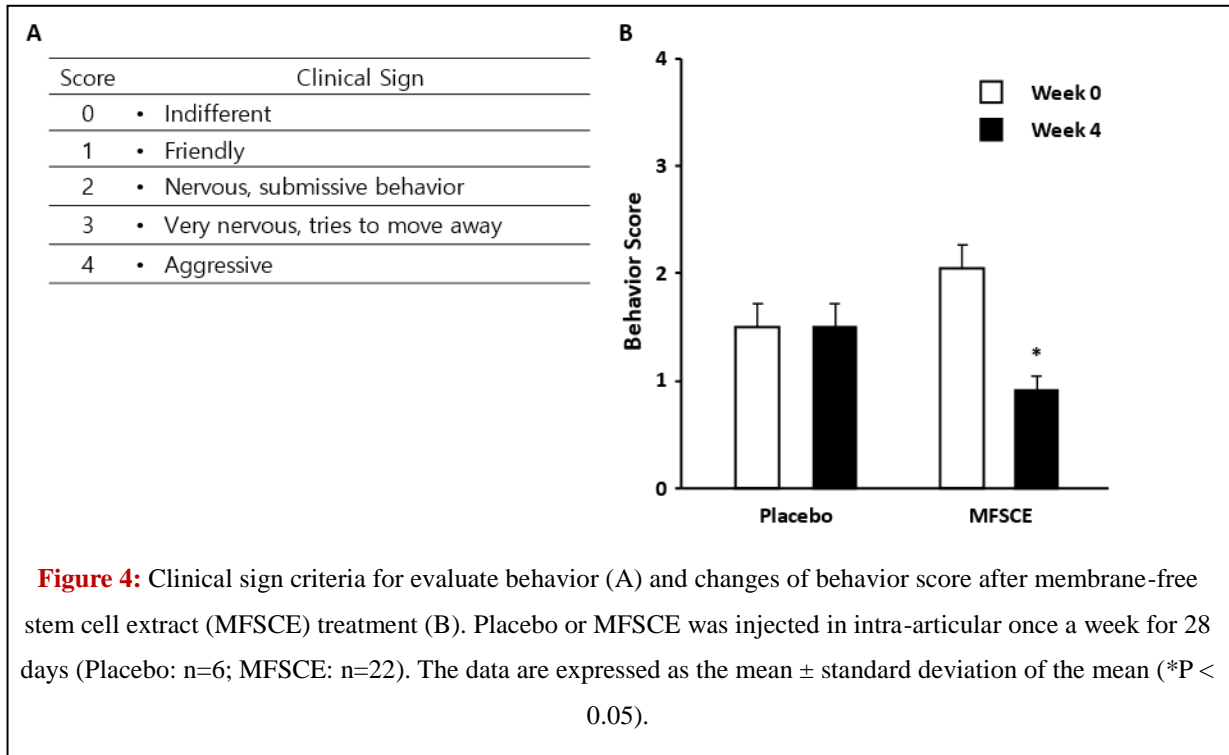 A
Score Clinical Sign
0 • Indifferent
1 • Friendly
2 • Nervous, submissive behavior
3 • Very nervous, tries to move away
4 • Aggressive
B
4
3
2
1
0
Behavior Score
Week 0
Week 4
*
Placebo MFSCE
Figure 4: Clinical sign criteria for evaluate behavior (A) and changes of behavior score after membrane-free
stem cell extract (MFSCE) treatment (B). Placebo or MFSCE was injected in intra-articular once a week for 28
days (Placebo: n=6; MFSCE: n=22). The data are expressed as the mean ± standard deviation of the mean (*P <
0.05).